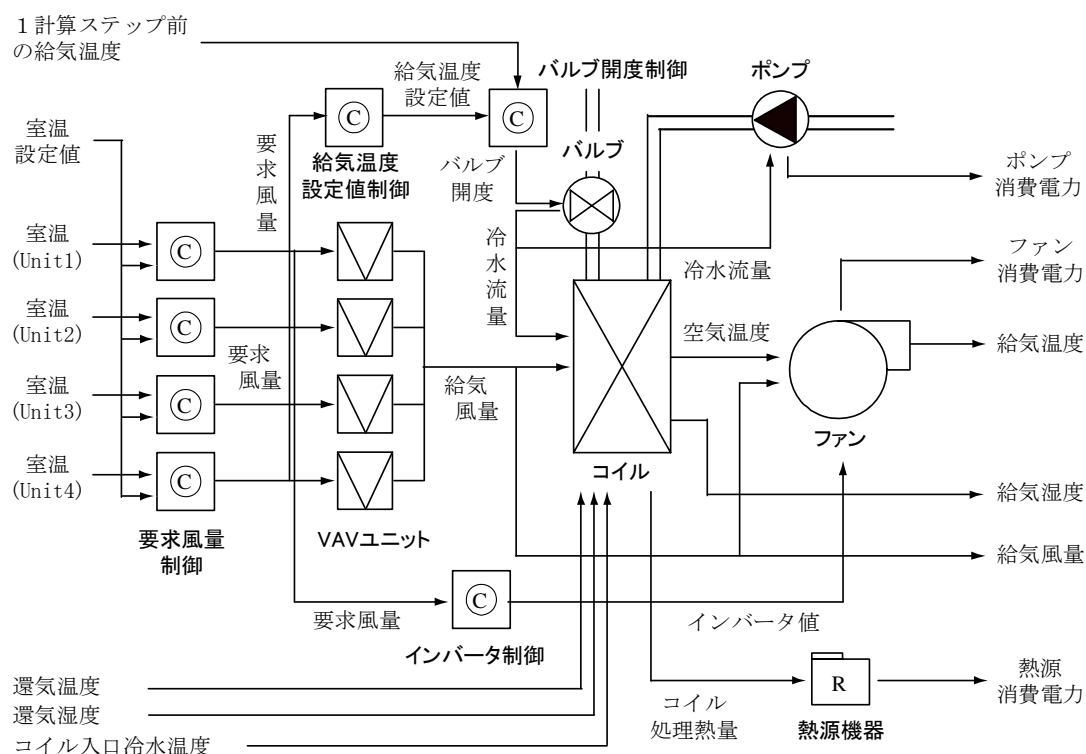 １計算ステップ前
の給気温度
給気温度
設定値
バルブ開度制御
ポンプ
室温
設定値
C
C
要求風量
給気温度
設定値制御
バルブ
開度
バルブ
ポンプ
消費電力
室温
(Unit1)
C
冷水流量
冷水流量
ファン
消費電力
室温
(Unit2)
C
要求
風量
空気温度
給気温度
室温
(Unit3)
C
給気
風量
ファン
室温
(Unit4)
C
コイル
給気湿度
要求風量
制御
VAVユニット
給気風量
要求風量
C
インバータ値
インバータ制御
還気温度
還気湿度
コイル入口冷水温度
コイル
処理熱量
R
熱源機器
熱源
消費電力